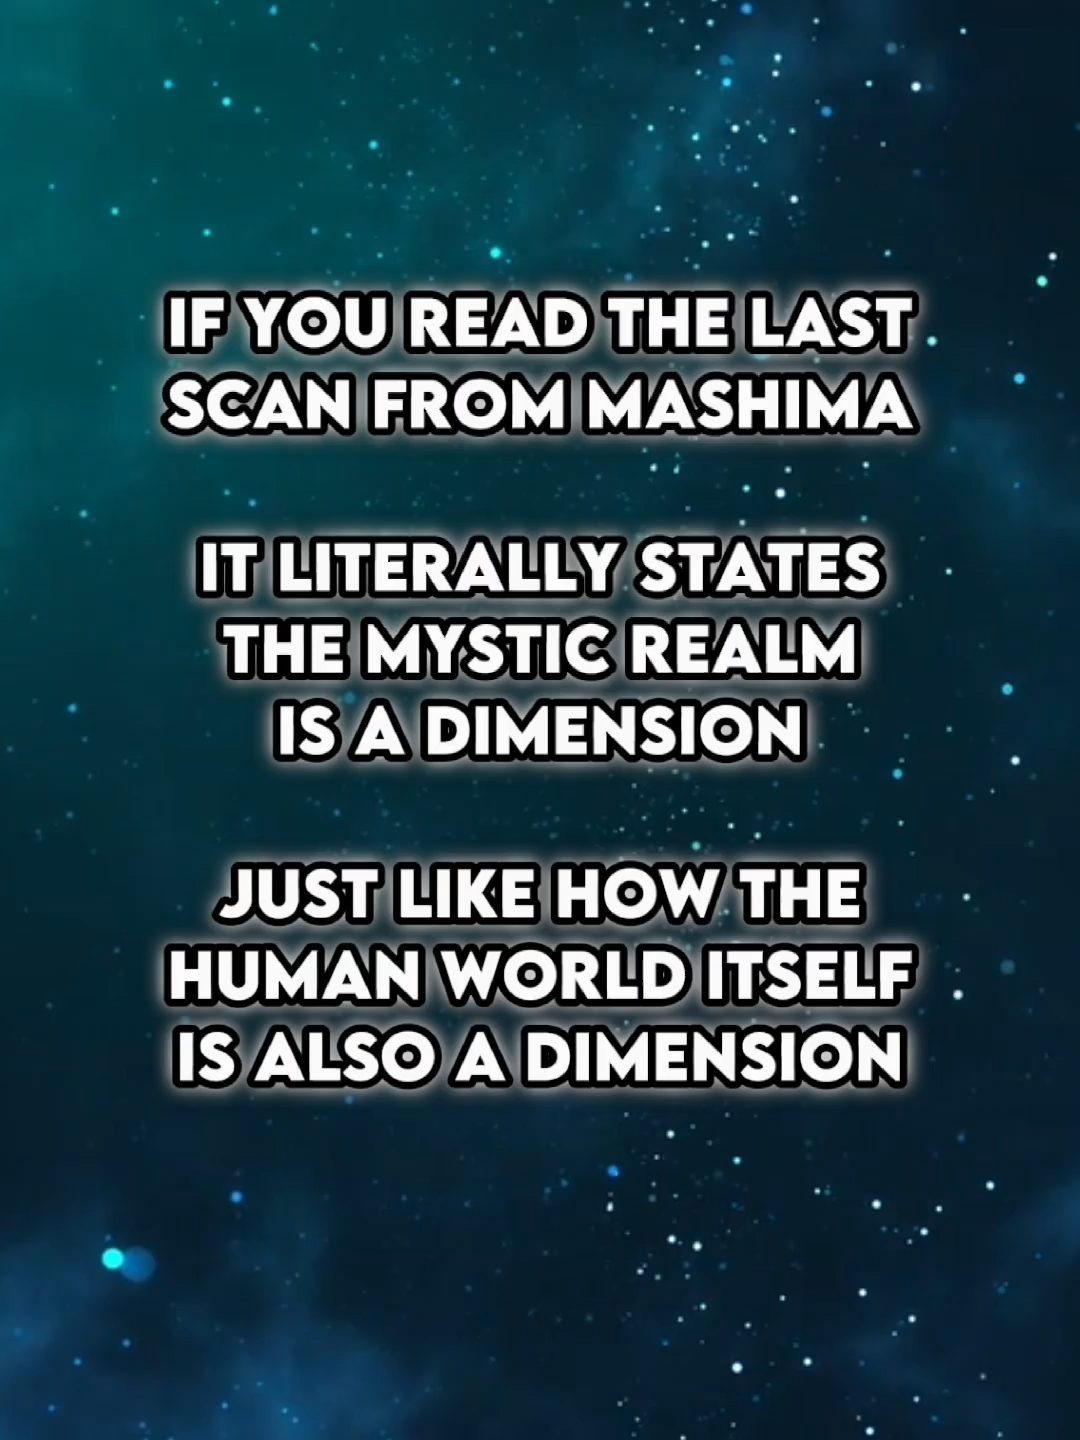 IF YOU READ THE LAST
SCAN FROM MASHIMA
IT LITERALLY STATES
THE MYSTIC REALM
IS A DIMENSION
JUST LIKE HOW THE
HUMAN WORLD ITSELF
IS ALSO A DIMENSION